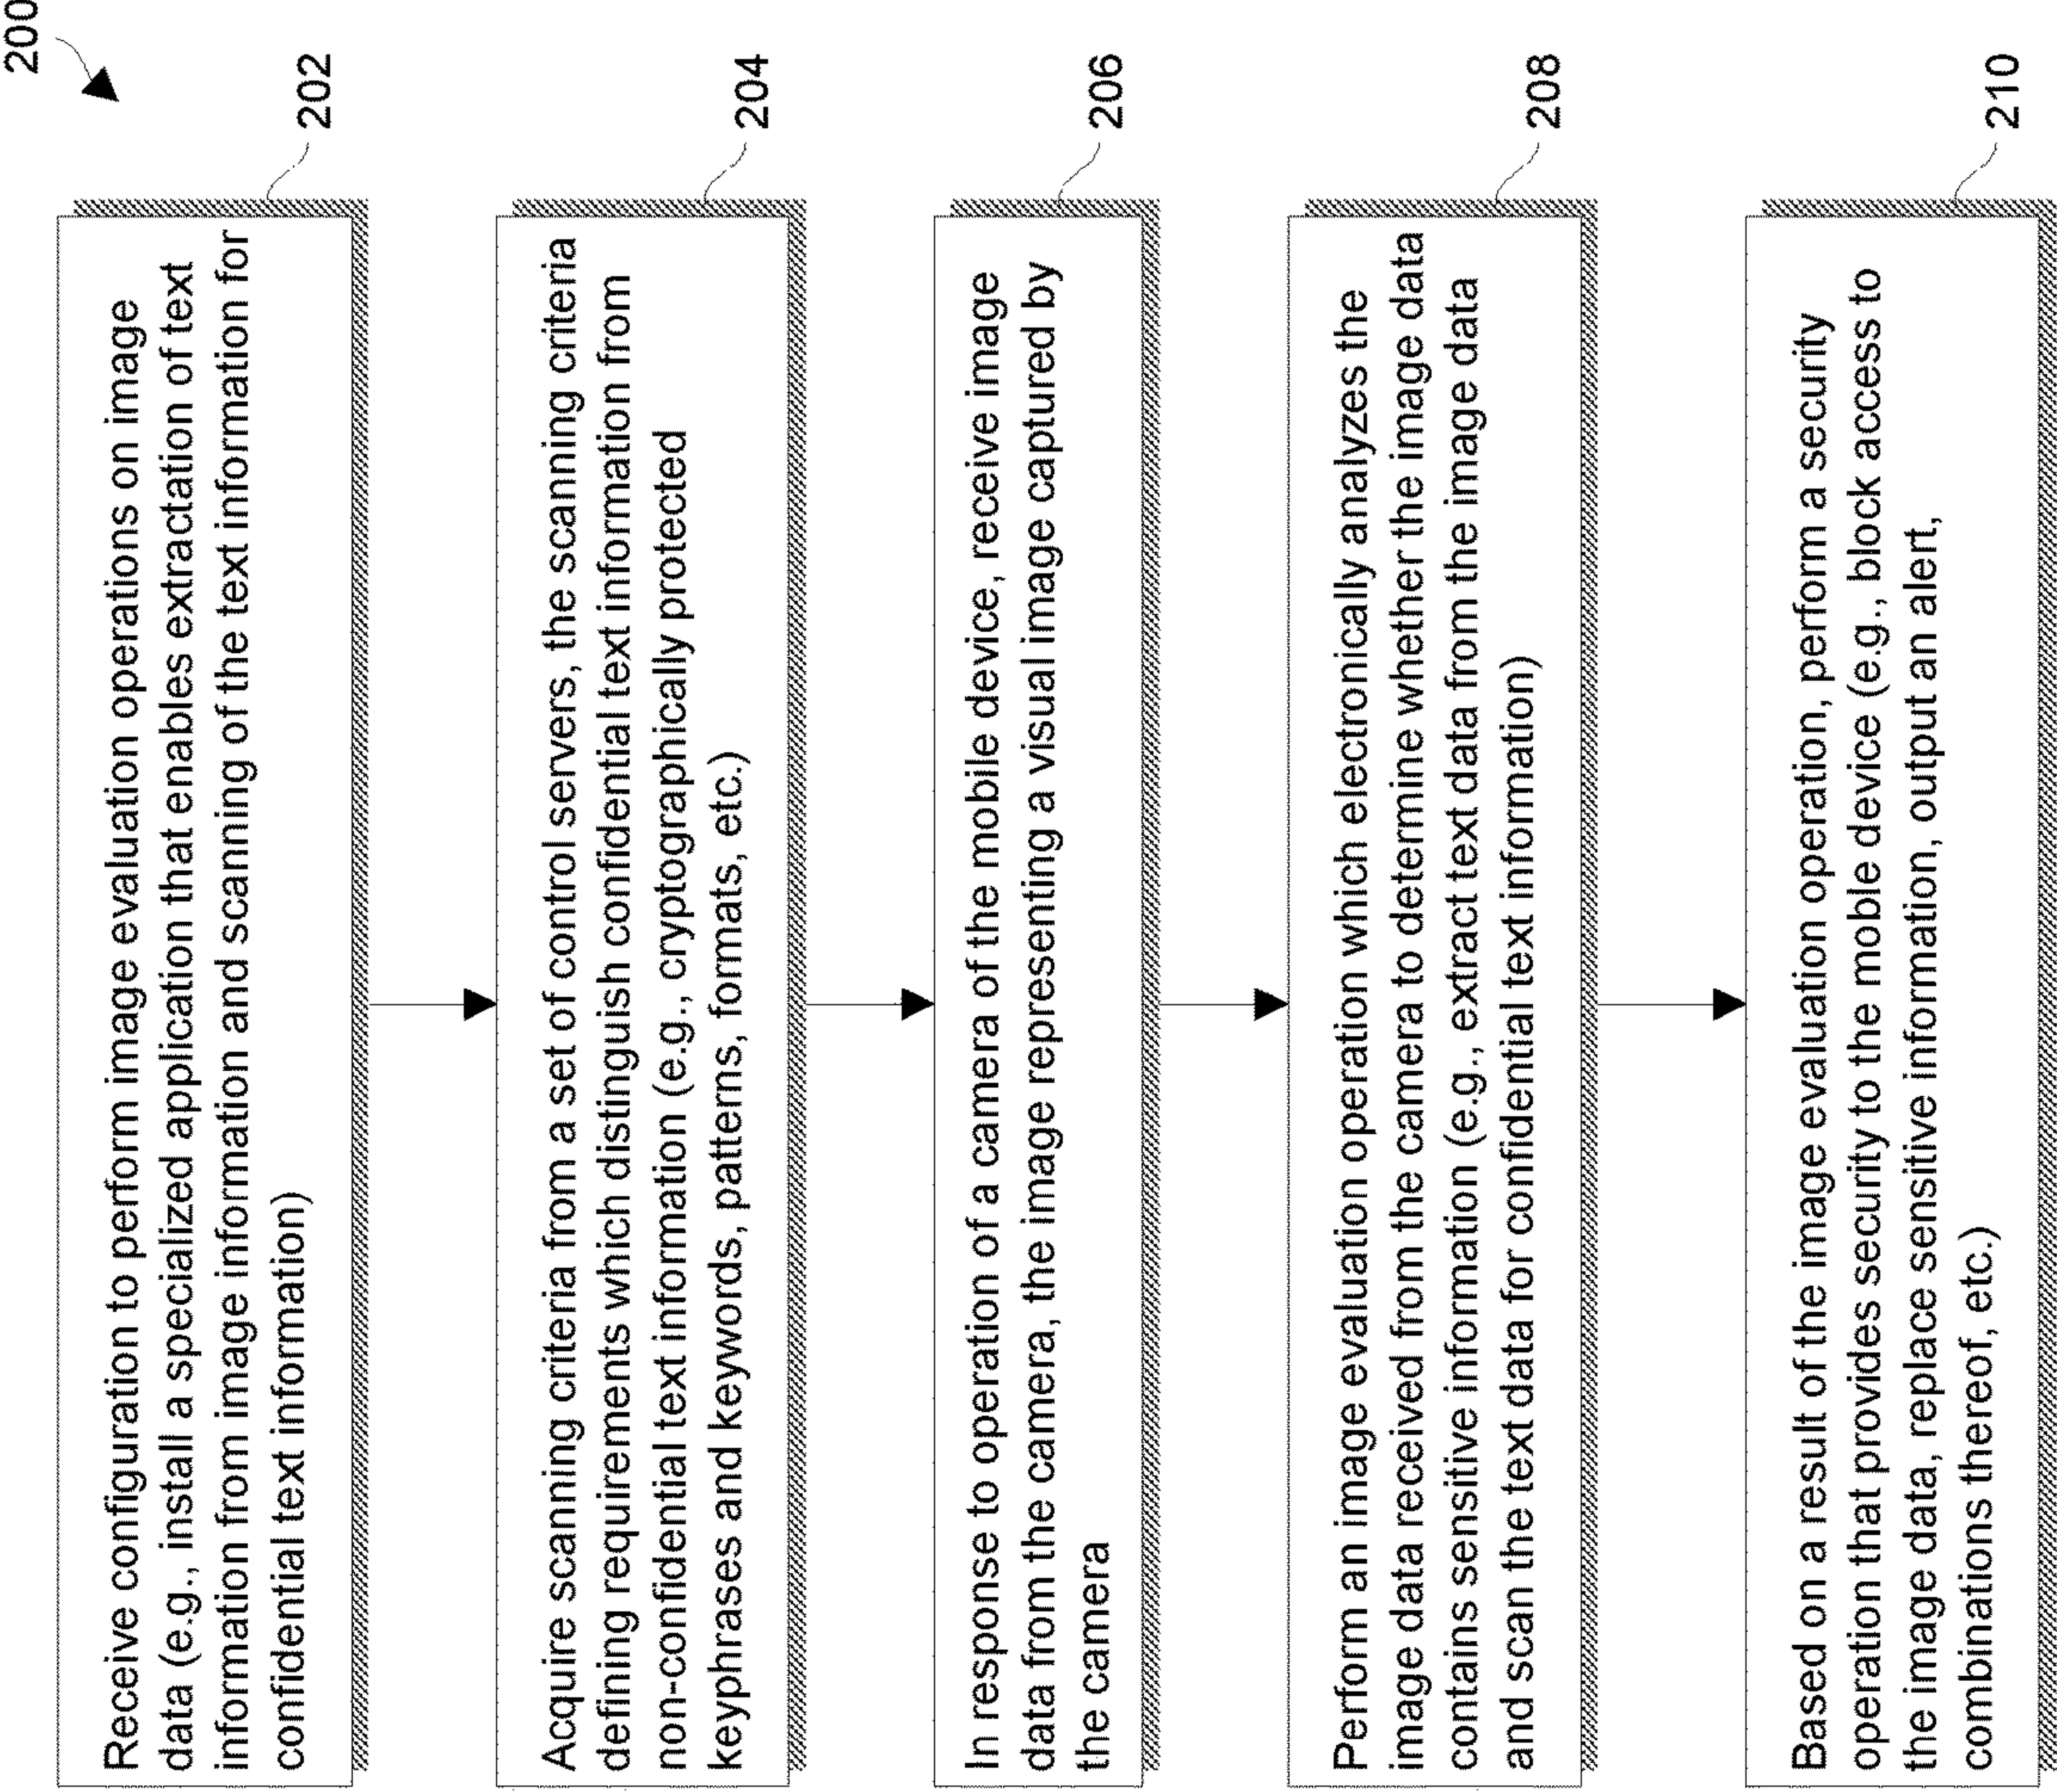 200
Receive configuration to perform image evaluation operations on image
data (e.g., install a specialized application that enables extractation of text
information from image information and scanning of the text information for
confidential text information)
202
Acquire scanning criteria from a set of control servers, the scanning criteria
defining requirements which distinguish confidential text information from
non-confidential text information (e.g., cryptographically protected
keyphrases and keywords, patterns, formats, etc.)
204
In response to operation of a camera of the mobile device, receive image
data from the camera, the image representing a visual image captured by
the camera
206
Perform an image evaluation operation which electronically analyzes the
image data received from the camera to determine whether the image data
contains sensitive information (e.g., extract text data from the image data
and scan the text data for confidential text information)
208
Based on a result of the image evaluation operation, perform a security
operation that provides security to the moble device (e.g., block access to
the image data, replace sensitive information, output an alert,
combinations thereof, etc.)
210